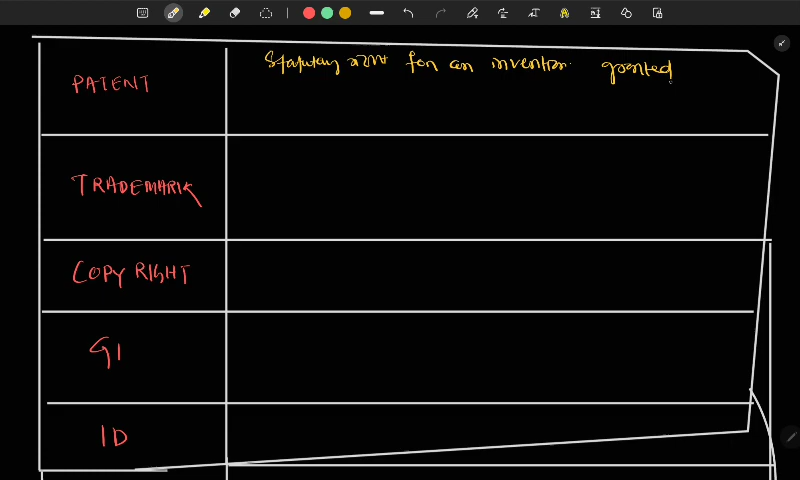 PATENT
Statutory right for an invention granted
TRADEMARK
COPY RIGHT
GI
ID